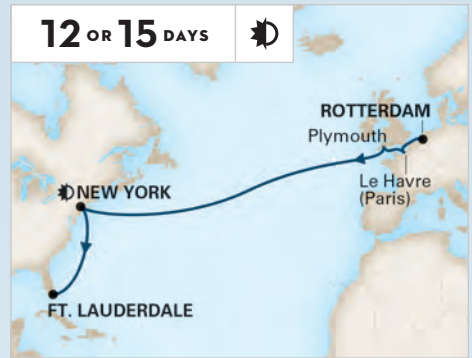 12 OR 15 DAYS
ROTTERDAM
Plymouth
Le Havre
(Paris)
NEW YORK
FT. LAUDERDALE